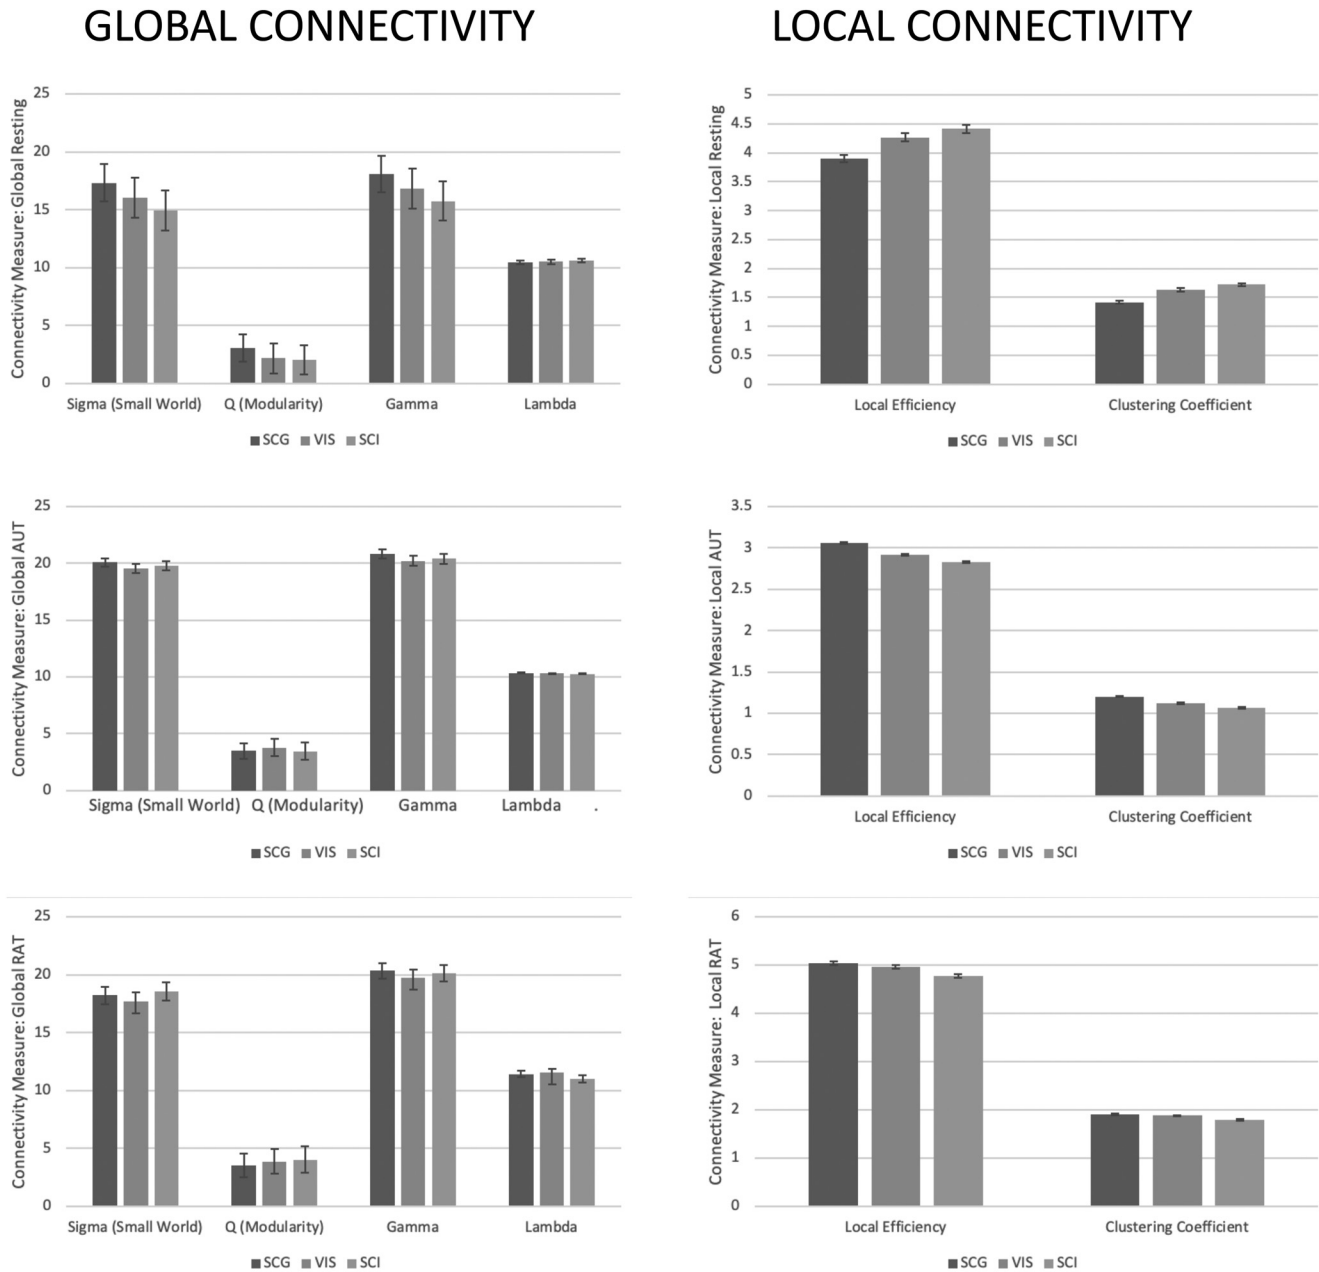 GLOBAL CONNECTIVITY
LOCAL CONNECTIVITY
Connectivity Measure: Global Resting
25
20
15
10
5
0
Sigma (Small World) Q (Modularity) Gamma Lambda
SCG VIS SCI
Connectivity Measure: Local Resting
5
4.5
4
3.5
3
2.5
2
1.5
1
0.5
0
Local Efficiency Clustering Coefficient
SCG VIS SCI
Connectivity Measure: Global AUT
25
20
15
10
5
0
Sigma (Small World) Q (Modularity) Gamma Lambda .
SCG VIS SCI
Connectivity Measure: Local AUT
3.5
3
2.5
2
1.5
1
0.5
0
Local Efficiency Clustering Coefficient
SCG VIS SCI
Connectivity Measure: Global RAT
25
20
15
10
5
0
Sigma (Small World) Q (Modularity) Gamma Lambda
SCG VIS SCI
Connectivity Measure: Local RAT
6
5
4
3
2
1
0
Local Efficiency Clustering Coefficient
SCG VIS SCI